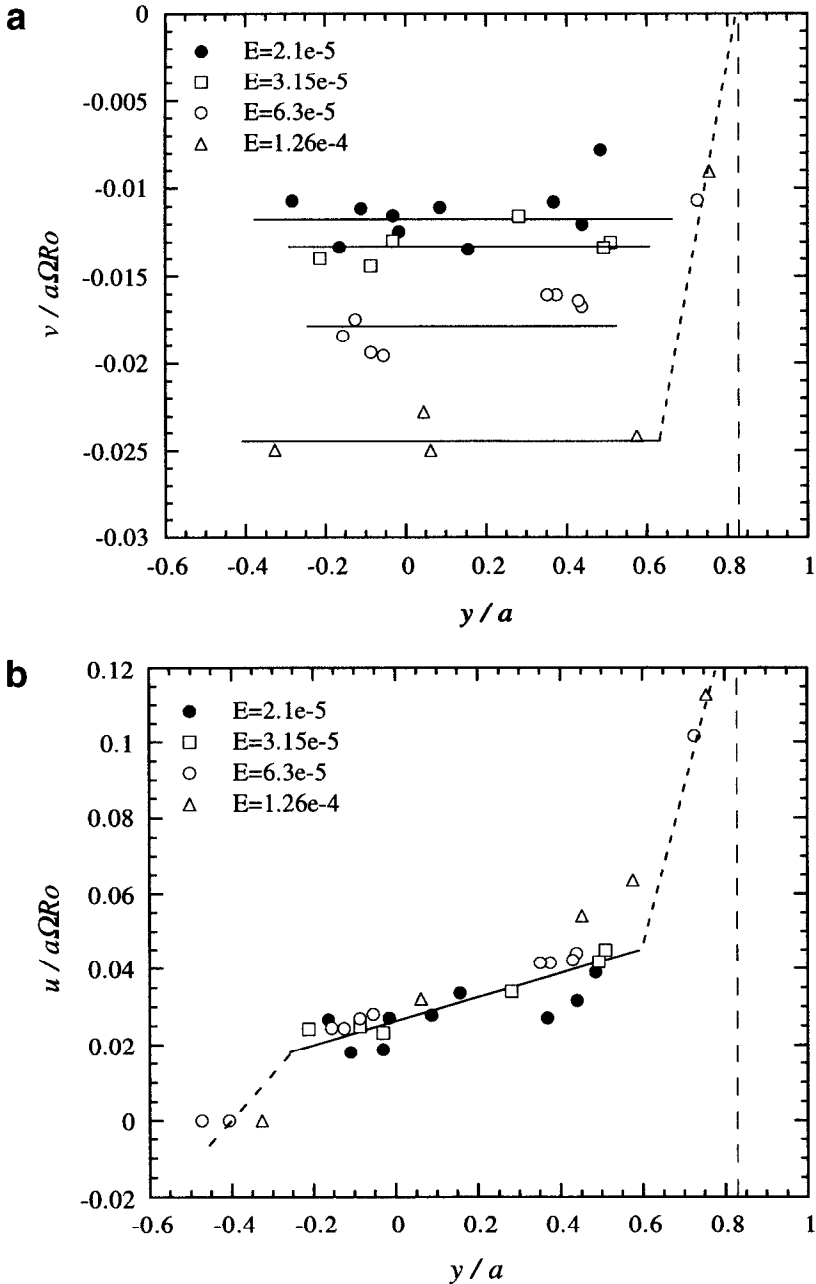 a
0
-0.005
-0.01
-0.015
-0.02
-0.025
-0.03
v / aΩRo
E=2.1e-5
E=3.15e-5
E=6.3e-5
E=1.26e-4
-0.6 -0.4 -0.2 0 0.2 0.4 0.6 0.8 1
y / a
b
0.12
0.1
0.08
0.06
0.04
0.02
0
-0.02
u / aΩRo
E=2.1e-5
E=3.15e-5
E=6.3e-5
E=1.26e-4
-0.6 -0.4 -0.2 0 0.2 0.4 0.6 0.8 1
y / a